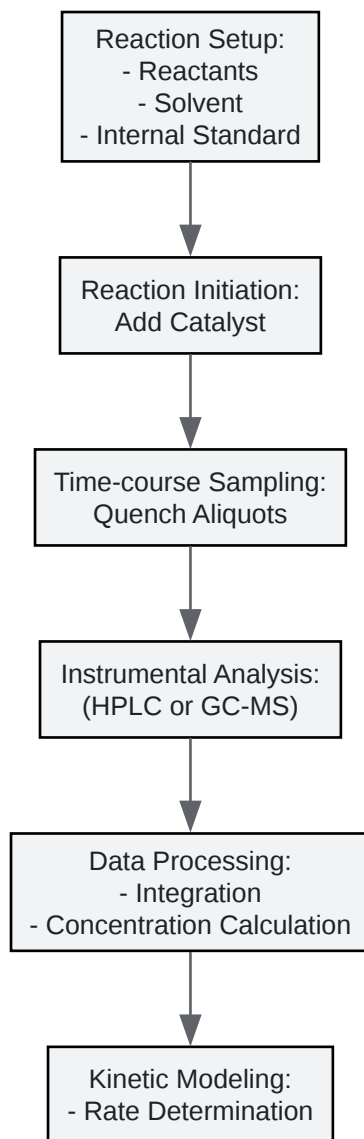 Reaction Setup:
- Reactants
- Solvent
- Internal Standard
Reaction Initiation:
Add Catalyst
Time-course Sampling:
Quench Aliquots
Instrumental Analysis:
(HPLC or GC-MS)
Data Processing:
- Integration
- Concentration Calculation
Kinetic Modeling:
- Rate Determination